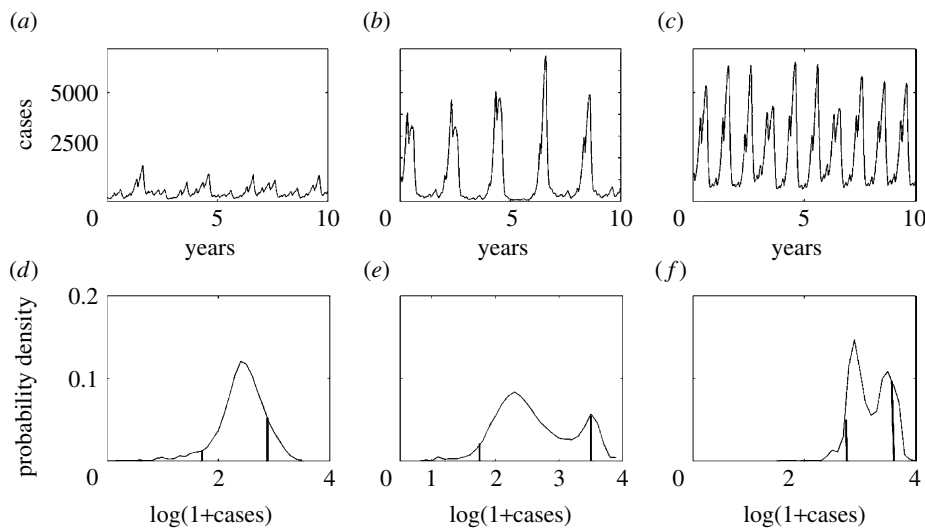 (a) (b) (c)
cases
5000
2500
0 5 10 0 5 10 0 5 10
years years years
(d) (e) (f)
probability density
0.2
0.1
0 2 4 0 1 2 3 4 0 2 4
log(1+cases) log(1+cases) log(1+cases)